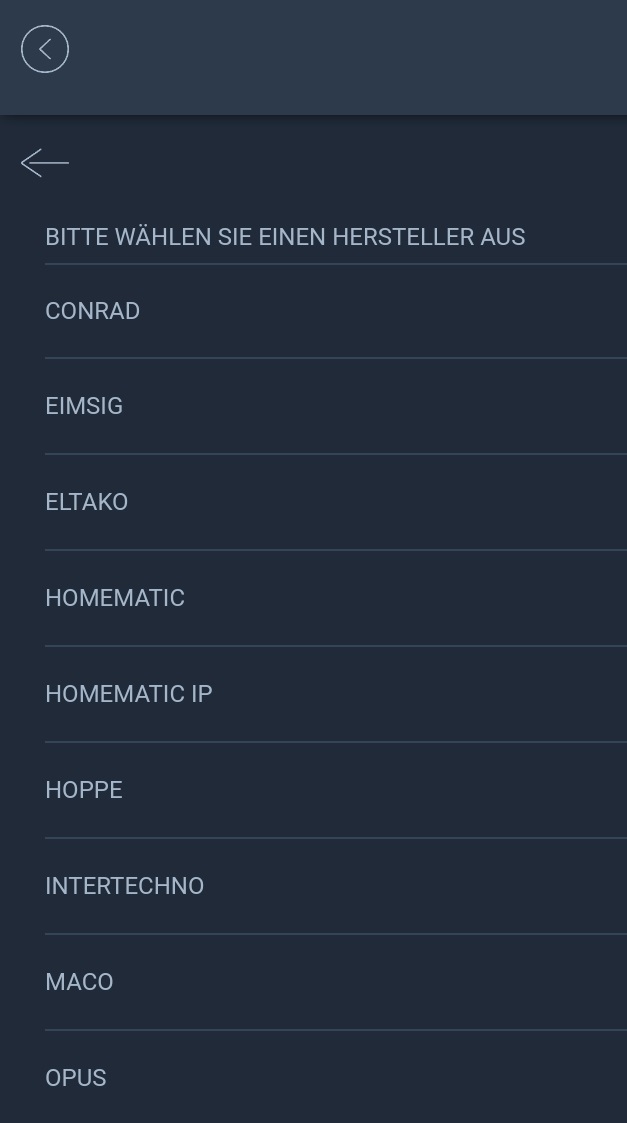 BITTE WÄHLEN SIE EINEN HERSTELLER AUS
CONRAD
EIMSIG
ELTAKO
HOMEMATIC
HOMEMATIC IP
HOPPE
INTERTECHNO
MACO
OPUS